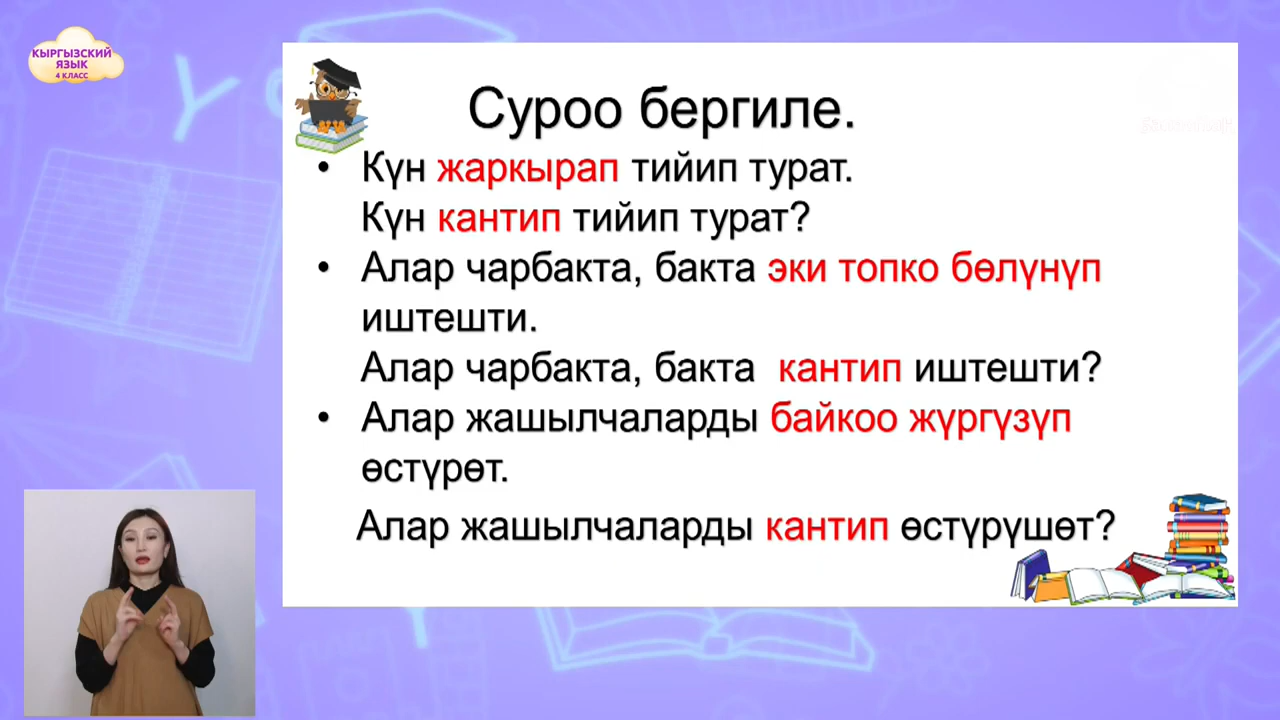 КЫРГЫЗСКИЙ
ЯЗЫК
4 КЛАСС
Суроо бергиле.
• Күн жаркырап тийип турат.
Күн кантип тийип турат?
• Алар чарбакта, бакта эки топко бөлүнүп
иштешти.
Алар чарбакта, бакта кантип иштешти?
• Алар жашылчаларды байкоо жүргүзүп
өстүрөт.
Алар жашылчаларды кантип өстүрүшөт?